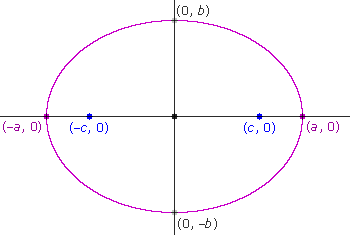 (0, b)
(–a, 0)
(–c, 0)
(c, 0)
(a, 0)
(0, –b)